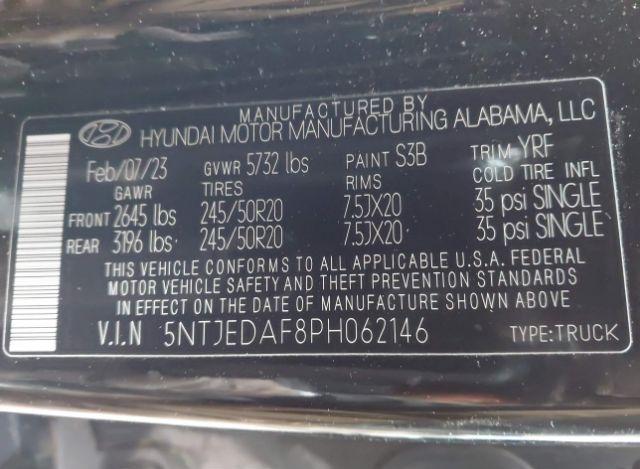 MANUFACTURED BY
HYUNDAI MOTOR MANUFACTURING ALABAMA, LLC
Feb/07/23 GVWR 5732 lbs PAINT S3B TRIM YRF
GAWR TIRES RIMS COLD TIRE INFL
FRONT 2645 lbs 245/50R20 7.5JX20 35 psi SINGLE
REAR 3196 lbs 245/50R20 7.5JX20 35 psi SINGLE
THIS VEHICLE CONFORMS TO ALL APPLICABLE U.S.A. FEDERAL
MOTOR VEHICLE SAFETY AND THEFT PREVENTION STANDARDS
IN EFFECT ON THE DATE OF MANUFACTURE SHOWN ABOVE
V.I.N 5NTJEDAF8PH062146 TYPE:TRUCK